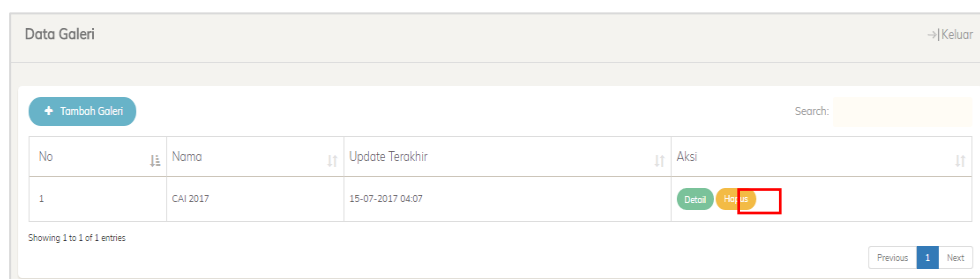 Data Galeri
Keluar
+ Tambah Galeri
Search:
No Nama Update Terakhir Aksi
1 CAI 2017 15-07-2017 04:07 Detail Hapus
Showing 1 to 1 of 1 entries
Previous 1 Next